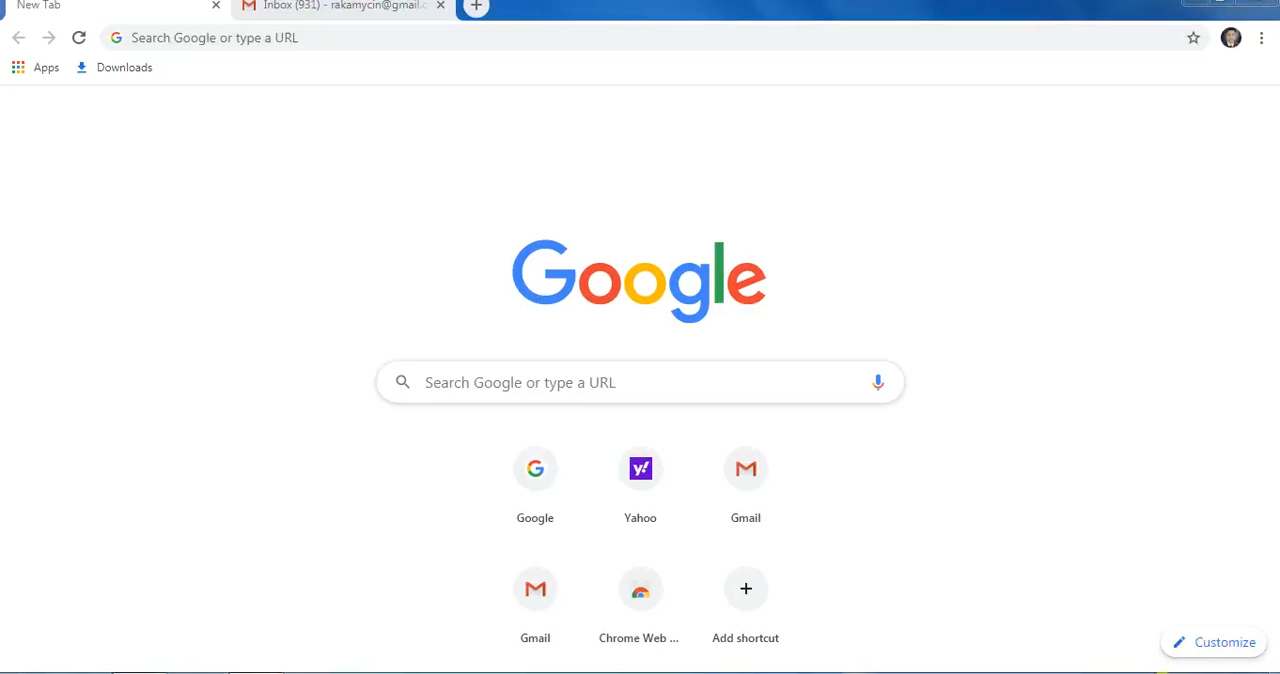 New Tab
Inbox (931) - rakamycin@gmail.c
Search Google or type a URL
Apps
Downloads
Google
Search Google or type a URL
Google
Yahoo
Gmail
Gmail
Chrome Web ...
Add shortcut
Customize